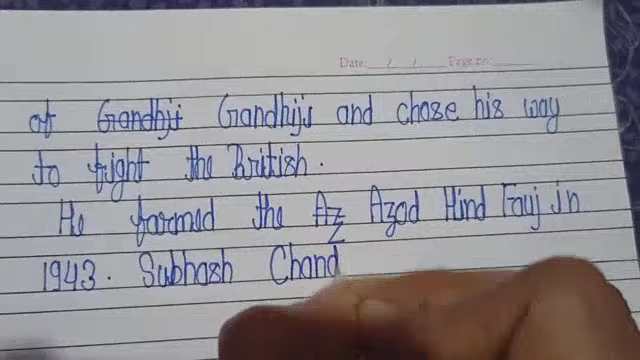 Date: / / Page no:
of Gandhji Gandhiji's and chose his way
to fright the British.
He formed the Az Azad Hind Fauj in
1943. Subhash Chand